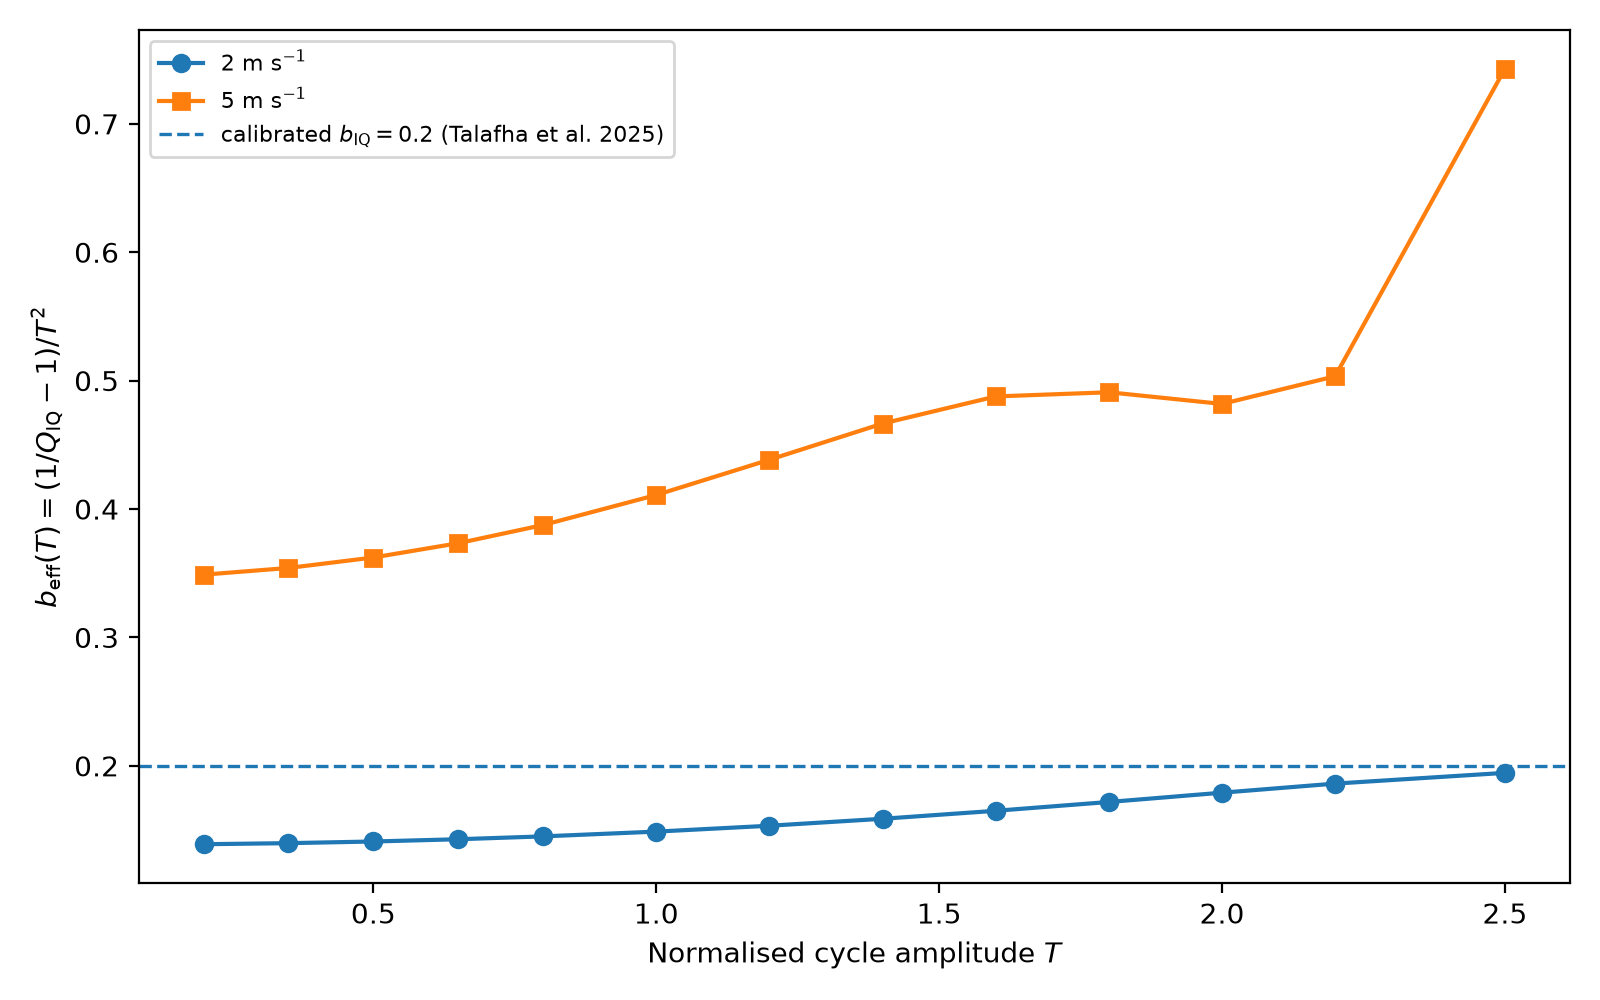 2 m s⁻¹
5 m s⁻¹
calibrated b_IQ = 0.2 (Talafha et al. 2025)
b_eff(T) = (1/Q_IQ − 1)/T²
0.7
0.6
0.5
0.4
0.3
0.2
0.5 1.0 1.5 2.0 2.5
Normalised cycle amplitude T